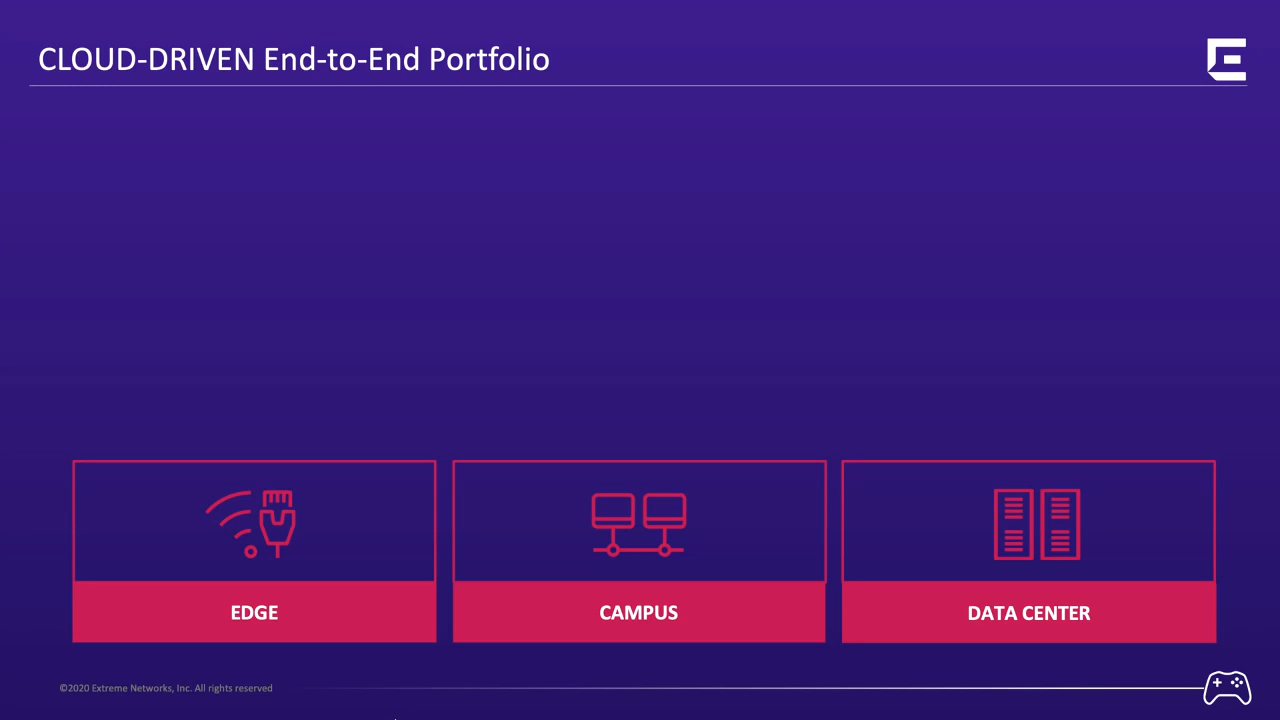 CLOUD-DRIVEN End-to-End Portfolio
EDGE
CAMPUS
DATA CENTER
©2020 Extreme Networks, Inc. All rights reserved